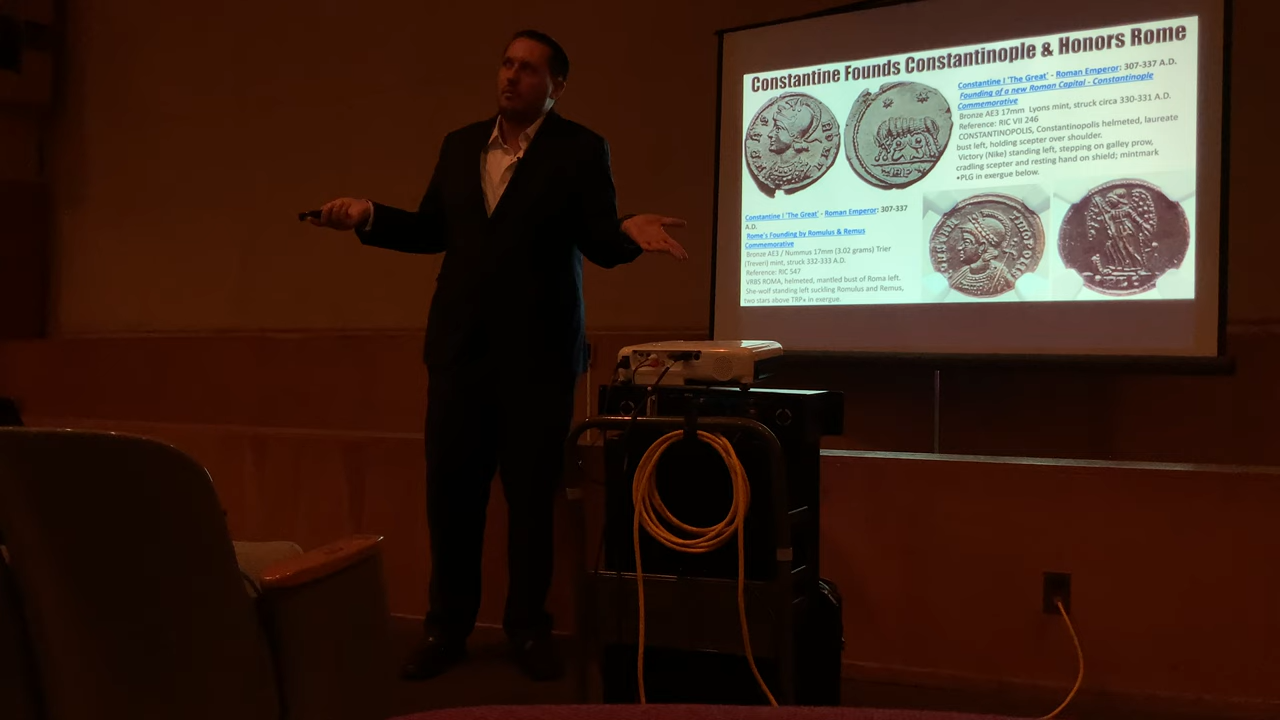 Constantine Founds Constantinople & Honors Rome
Constantine I 'The Great' - Roman Emperor: 307-337 A.D.
Founding of a new Roman Capital - Constantinople
Commemorative
Bronze AE3 17mm Lyons mint, struck circa 330-331 A.D.
Reference: RIC VII 246
CONSTANTINOPOLIS, Constantinopolis helmeted, laureate
bust left, holding scepter over shoulder.
Victory (Nike) standing left, stepping on galley prow,
cradling scepter and resting hand on shield; mintmark
•PLG in exergue below.
Constantine I 'The Great' - Roman Emperor: 307-337
A.D.
Rome's Founding by Romulus & Remus
Commemorative
Bronze AE3 / Nummus 17mm (3.02 grams) Trier
(Treveri) mint, struck 332-333 A.D.
Reference: RIC 547
VRBS ROMA, helmeted, mantled bust of Roma left.
She-wolf standing left suckling Romulus and Remus,
two stars above TRP* in exergue.